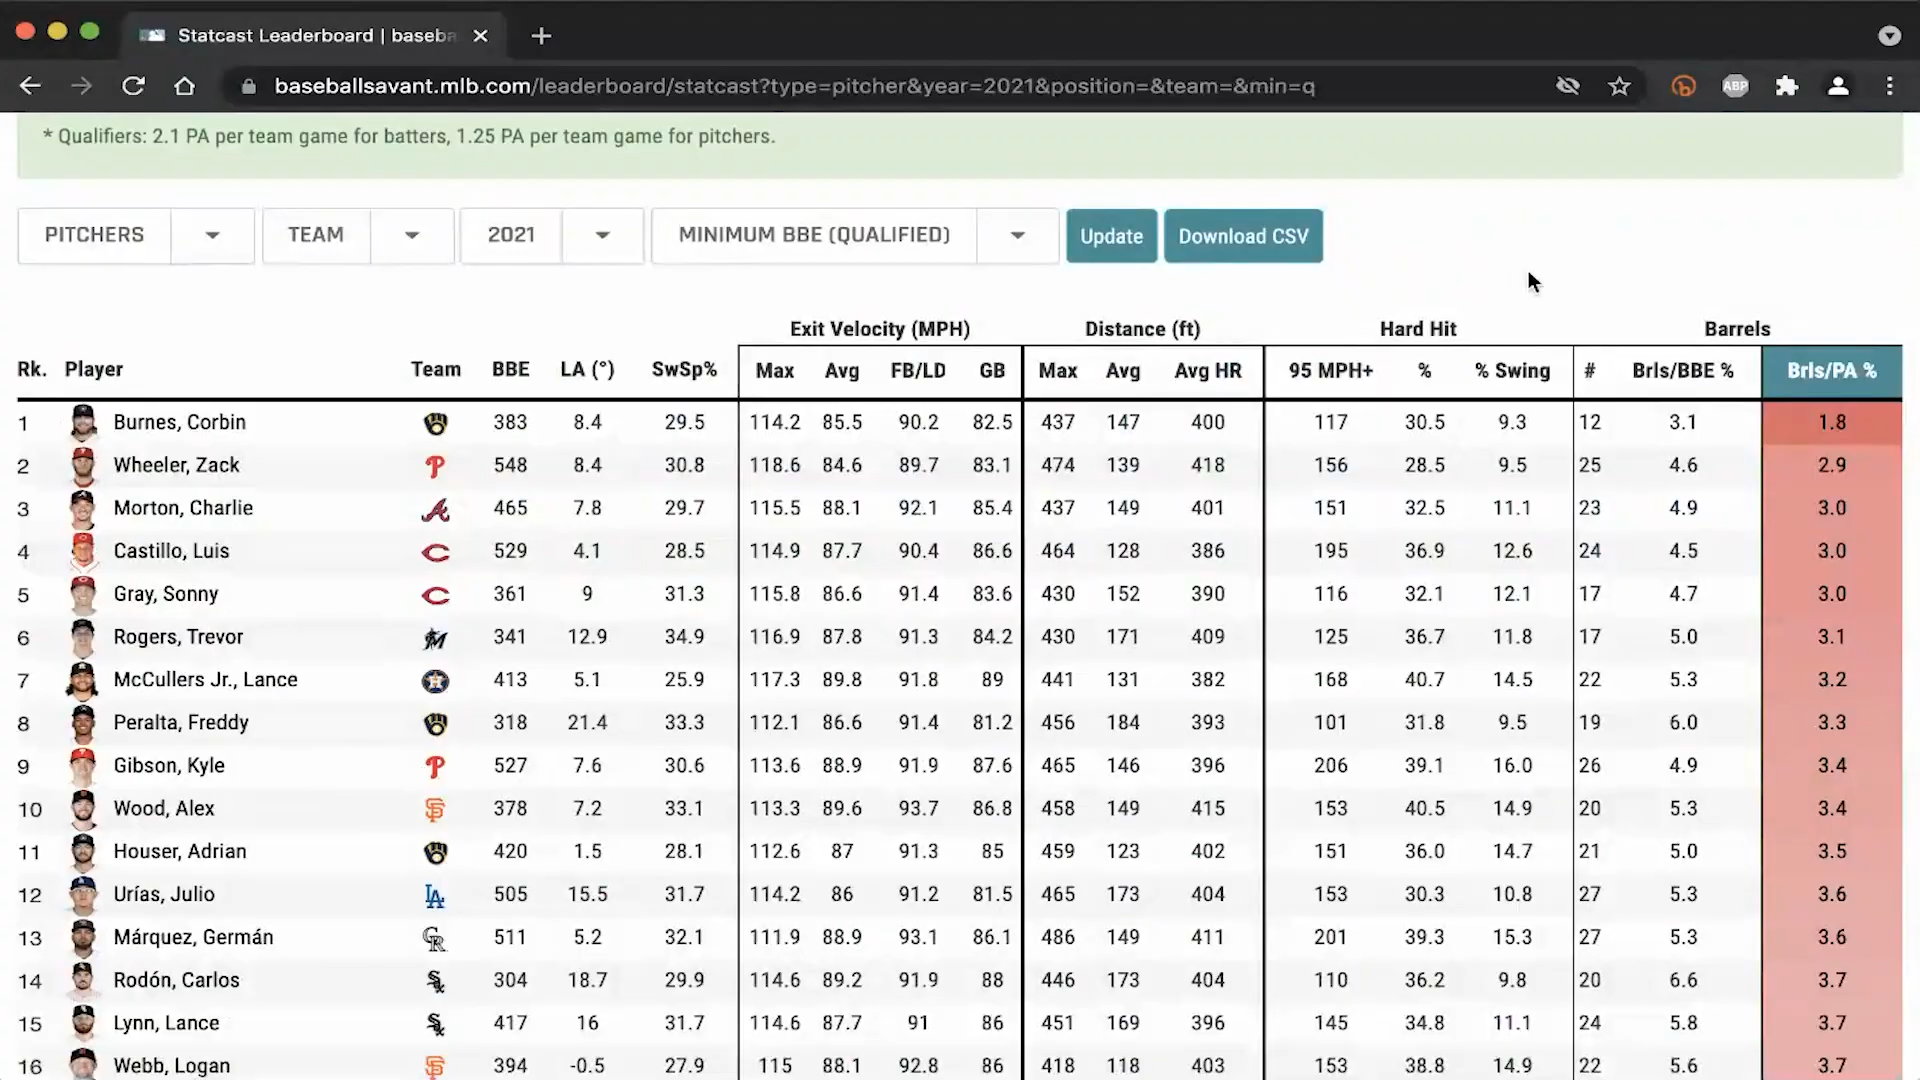 Statcast Leaderboard | baseba
baseballsavant.mlb.com/leaderboard/statcast?type=pitcher&year=2021&position=&team=&min=q
ABP
* Qualifiers: 2.1 PA per team game for batters, 1.25 PA per team game for pitchers.
PITCHERS TEAM 2021 MINIMUM BBE (QUALIFIED) Update Download CSV
Exit Velocity (MPH) Distance (ft) Hard Hit Barrels
Rk. Player Team BBE LA (°) SwSp% Max Avg FB/LD GB Max Avg Avg HR 95 MPH+ % % Swing # Brls/BBE % Brls/PA %
1 Burnes, Corbin 383 8.4 29.5 114.2 85.5 90.2 82.5 437 147 400 117 30.5 9.3 12 3.1 1.8
2 Wheeler, Zack P 548 8.4 30.8 118.6 84.6 89.7 83.1 474 139 418 156 28.5 9.5 25 4.6 2.9
3 Morton, Charlie A 465 7.8 29.7 115.5 88.1 92.1 85.4 437 149 401 151 32.5 11.1 23 4.9 3.0
4 Castillo, Luis C 529 4.1 28.5 114.9 87.7 90.4 86.6 464 128 386 195 36.9 12.6 24 4.5 3.0
5 Gray, Sonny C 361 9 31.3 115.8 86.6 91.4 83.6 430 152 390 116 32.1 12.1 17 4.7 3.0
6 Rogers, Trevor M 341 12.9 34.9 116.9 87.8 91.3 84.2 430 171 409 125 36.7 11.8 17 5.0 3.1
7 McCullers Jr., Lance 413 5.1 25.9 117.3 89.8 91.8 89 441 131 382 168 40.7 14.5 22 5.3 3.2
8 Peralta, Freddy 318 21.4 33.3 112.1 86.6 91.4 81.2 456 184 393 101 31.8 9.5 19 6.0 3.3
9 Gibson, Kyle P 527 7.6 30.6 113.6 88.9 91.9 87.6 465 146 396 206 39.1 16.0 26 4.9 3.4
10 Wood, Alex SF 378 7.2 33.1 113.3 89.6 93.7 86.8 458 149 415 153 40.5 14.9 20 5.3 3.4
11 Houser, Adrian 420 1.5 28.1 112.6 87 91.3 85 459 123 402 151 36.0 14.7 21 5.0 3.5
12 Urías, Julio LA 505 15.5 31.7 114.2 86 91.2 81.5 465 173 404 153 30.3 10.8 27 5.3 3.6
13 Márquez, Germán CR 511 5.2 32.1 111.9 88.9 93.1 86.1 486 149 411 201 39.3 15.3 27 5.3 3.6
14 Rodón, Carlos Sox 304 18.7 29.9 114.6 89.2 91.9 88 446 173 404 110 36.2 9.8 20 6.6 3.7
15 Lynn, Lance Sox 417 16 31.7 114.6 87.7 91 86 451 169 396 145 34.8 11.1 24 5.8 3.7
16 Webb, Logan SF 394 -0.5 27.9 115 88.1 92.8 86 418 118 403 153 38.8 14.9 22 5.6 3.7